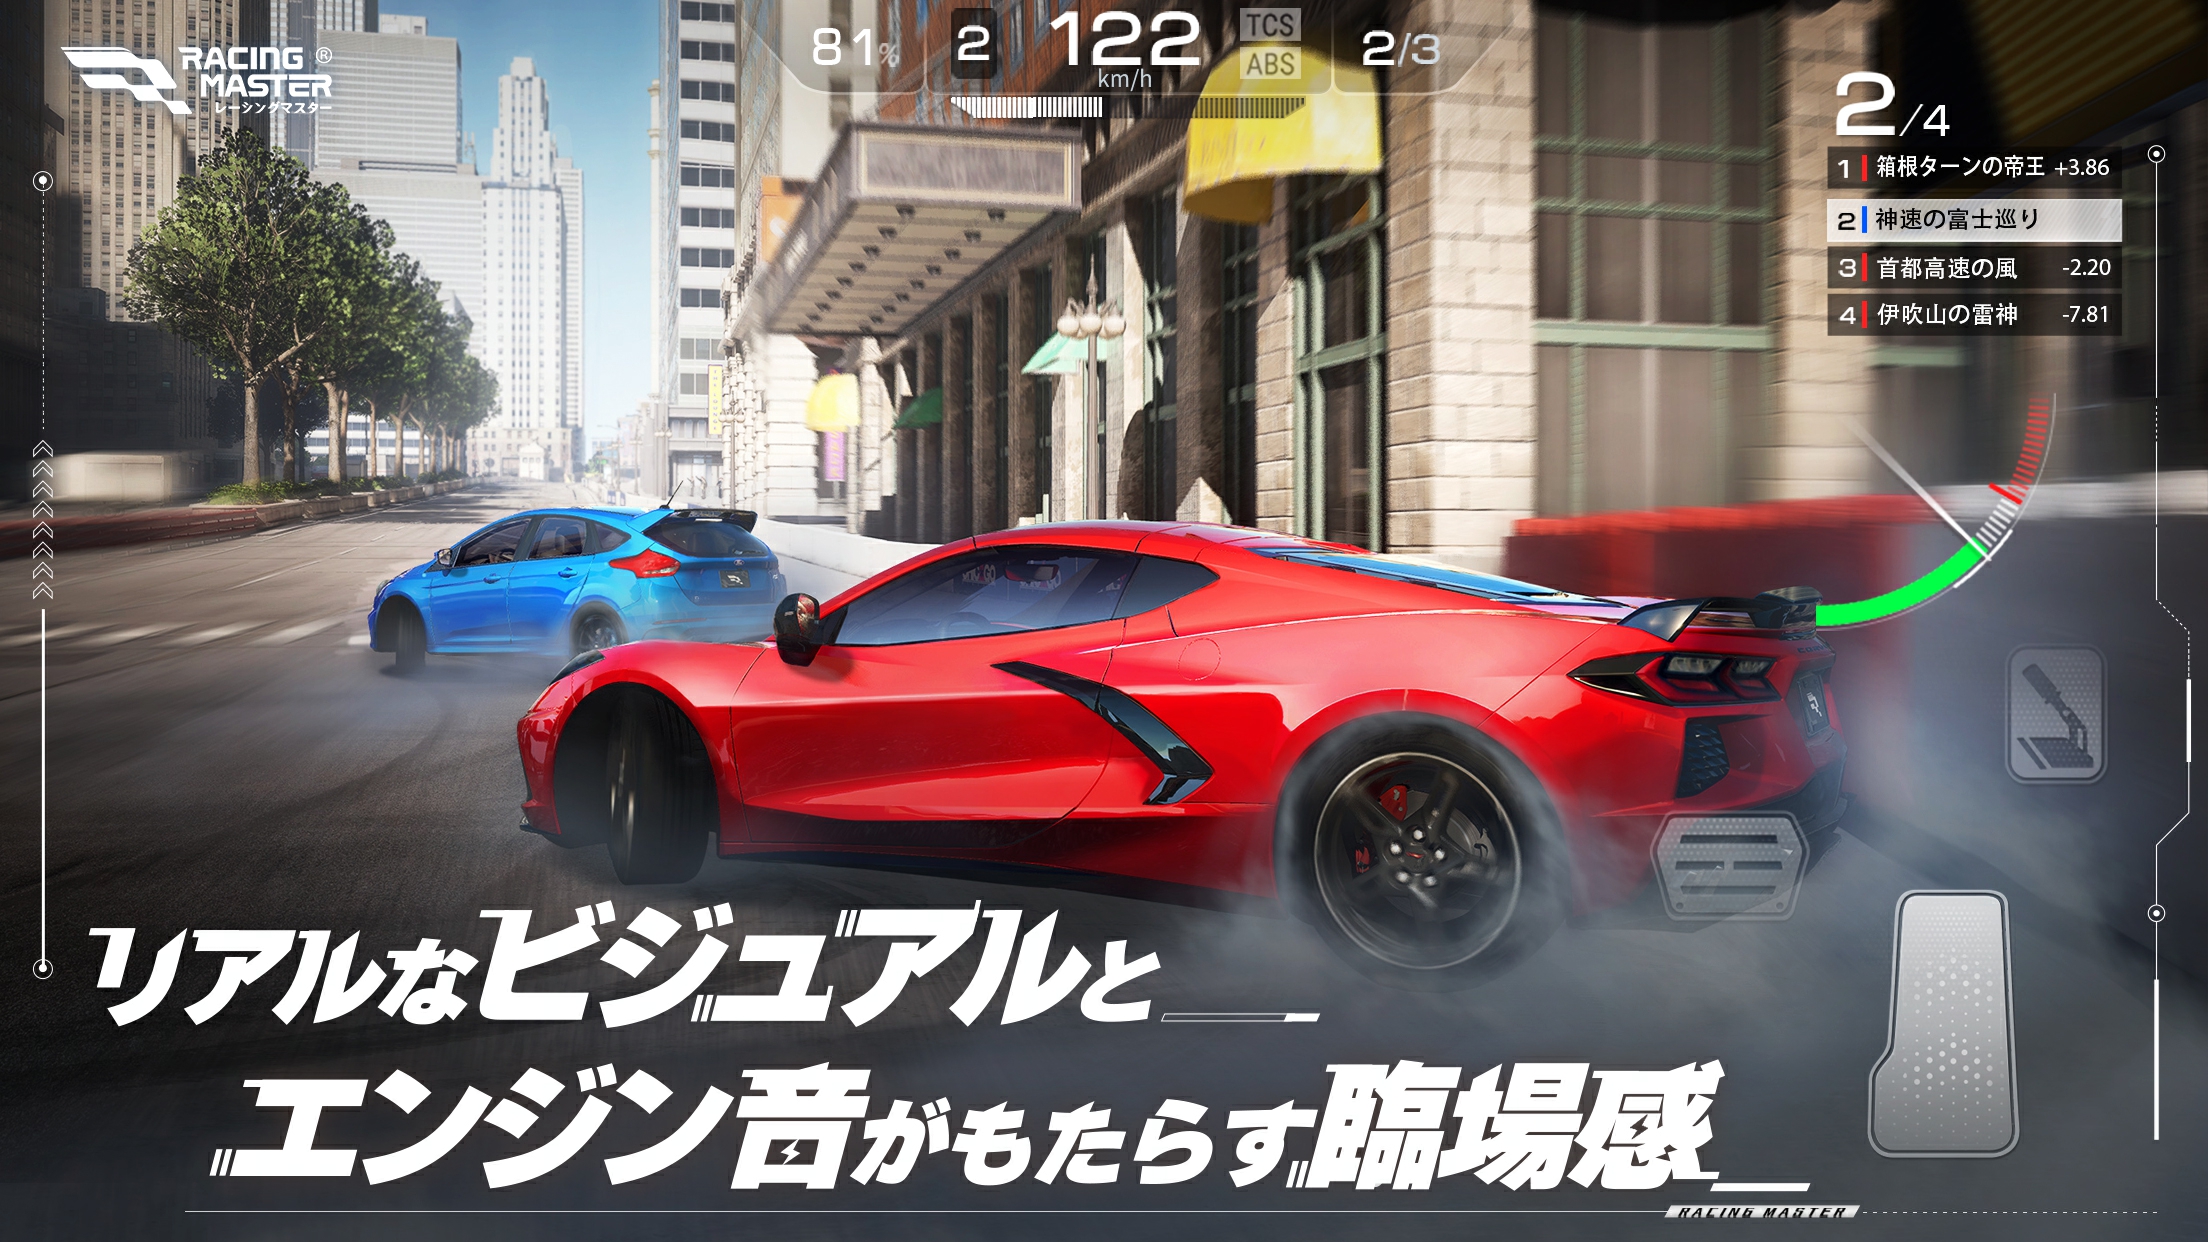 RACING ®
MASTER
レーシングマスター
81%
2
122
km/h
TCS
ABS
2/3
2/4
1 箱根ターンの帝王 +3.86
2 神速の富士巡り
3 首都高速の風 -2.20
4 伊吹山の雷神 -7.81
リアルなビジュアルと
エンジン音がもたらす臨場感
RACING MASTER